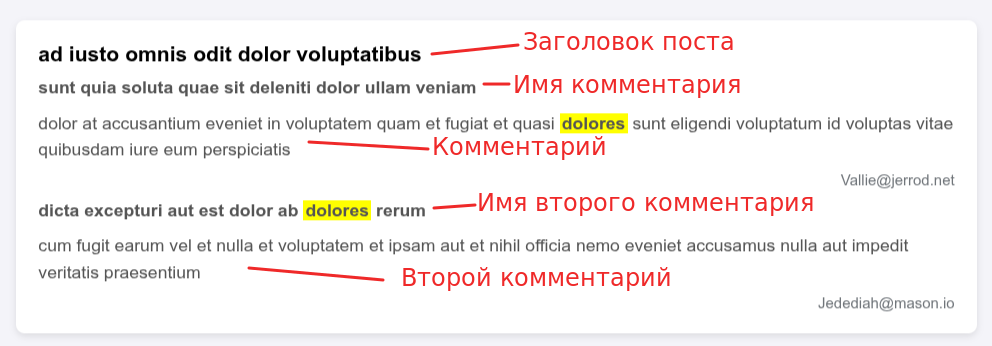 ad iusto omnis odit dolor voluptatibus Заголовок поста
sunt quia soluta quae sit deleniti dolor ullam veniam Имя комментария
dolor at accusantium eveniet in voluptatem quam et fugiat et quasi dolores sunt eligendi voluptatum id voluptas vitae
quibusdam iure eum perspiciatis Комментарий
Vallie@jerrod.net
dicta excepturi aut est dolor ab dolores rerum Имя второго комментария
cum fugit earum vel et nulla et voluptatem et ipsam aut et nihil officia nemo eveniet accusamus nulla aut impedit
veritatis praesentium Второй комментарий
Jedediah@mason.io